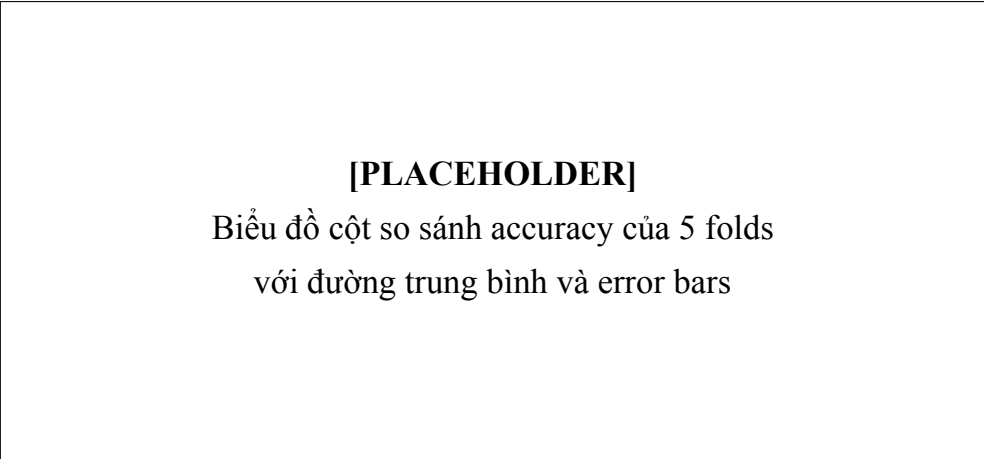 [PLACEHOLDER]
Biểu đồ cột so sánh accuracy của 5 folds
với đường trung bình và error bars